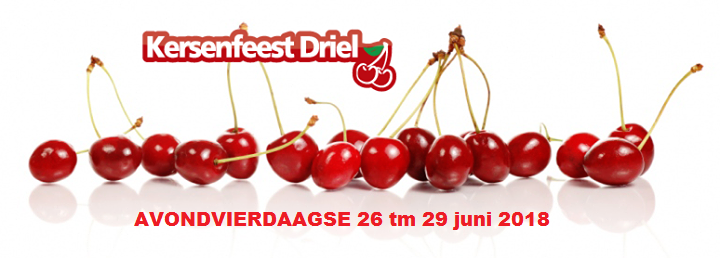 Kersenfeest Driel
AVONDVIERDAAGSE 26 tm 29 juni 2018